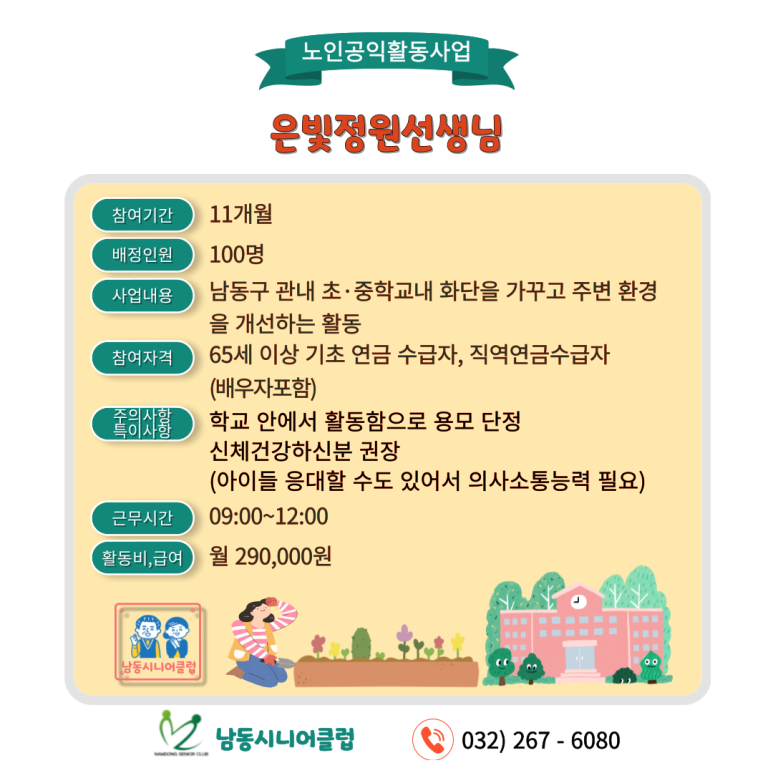 노인공익활동사업
은빛정원선생님
참여기간
11개월
배정인원
100명
사업내용
남동구 관내 초·중학교내 화단을 가꾸고 주변 환경
을 개선하는 활동
참여자격
65세 이상 기초 연금 수급자, 직역연금수급자
(배우자포함)
주의사항
특이사항
학교 안에서 활동함으로 용모 단정
신체건강하신분 권장
(아이들 응대할 수도 있어서 의사소통능력 필요)
근무시간
09:00~12:00
활동비,급여
월 290,000원
남동시니어클럽
NAMDONG SENIOR CLUB
남동시니어클럽
032) 267 - 6080